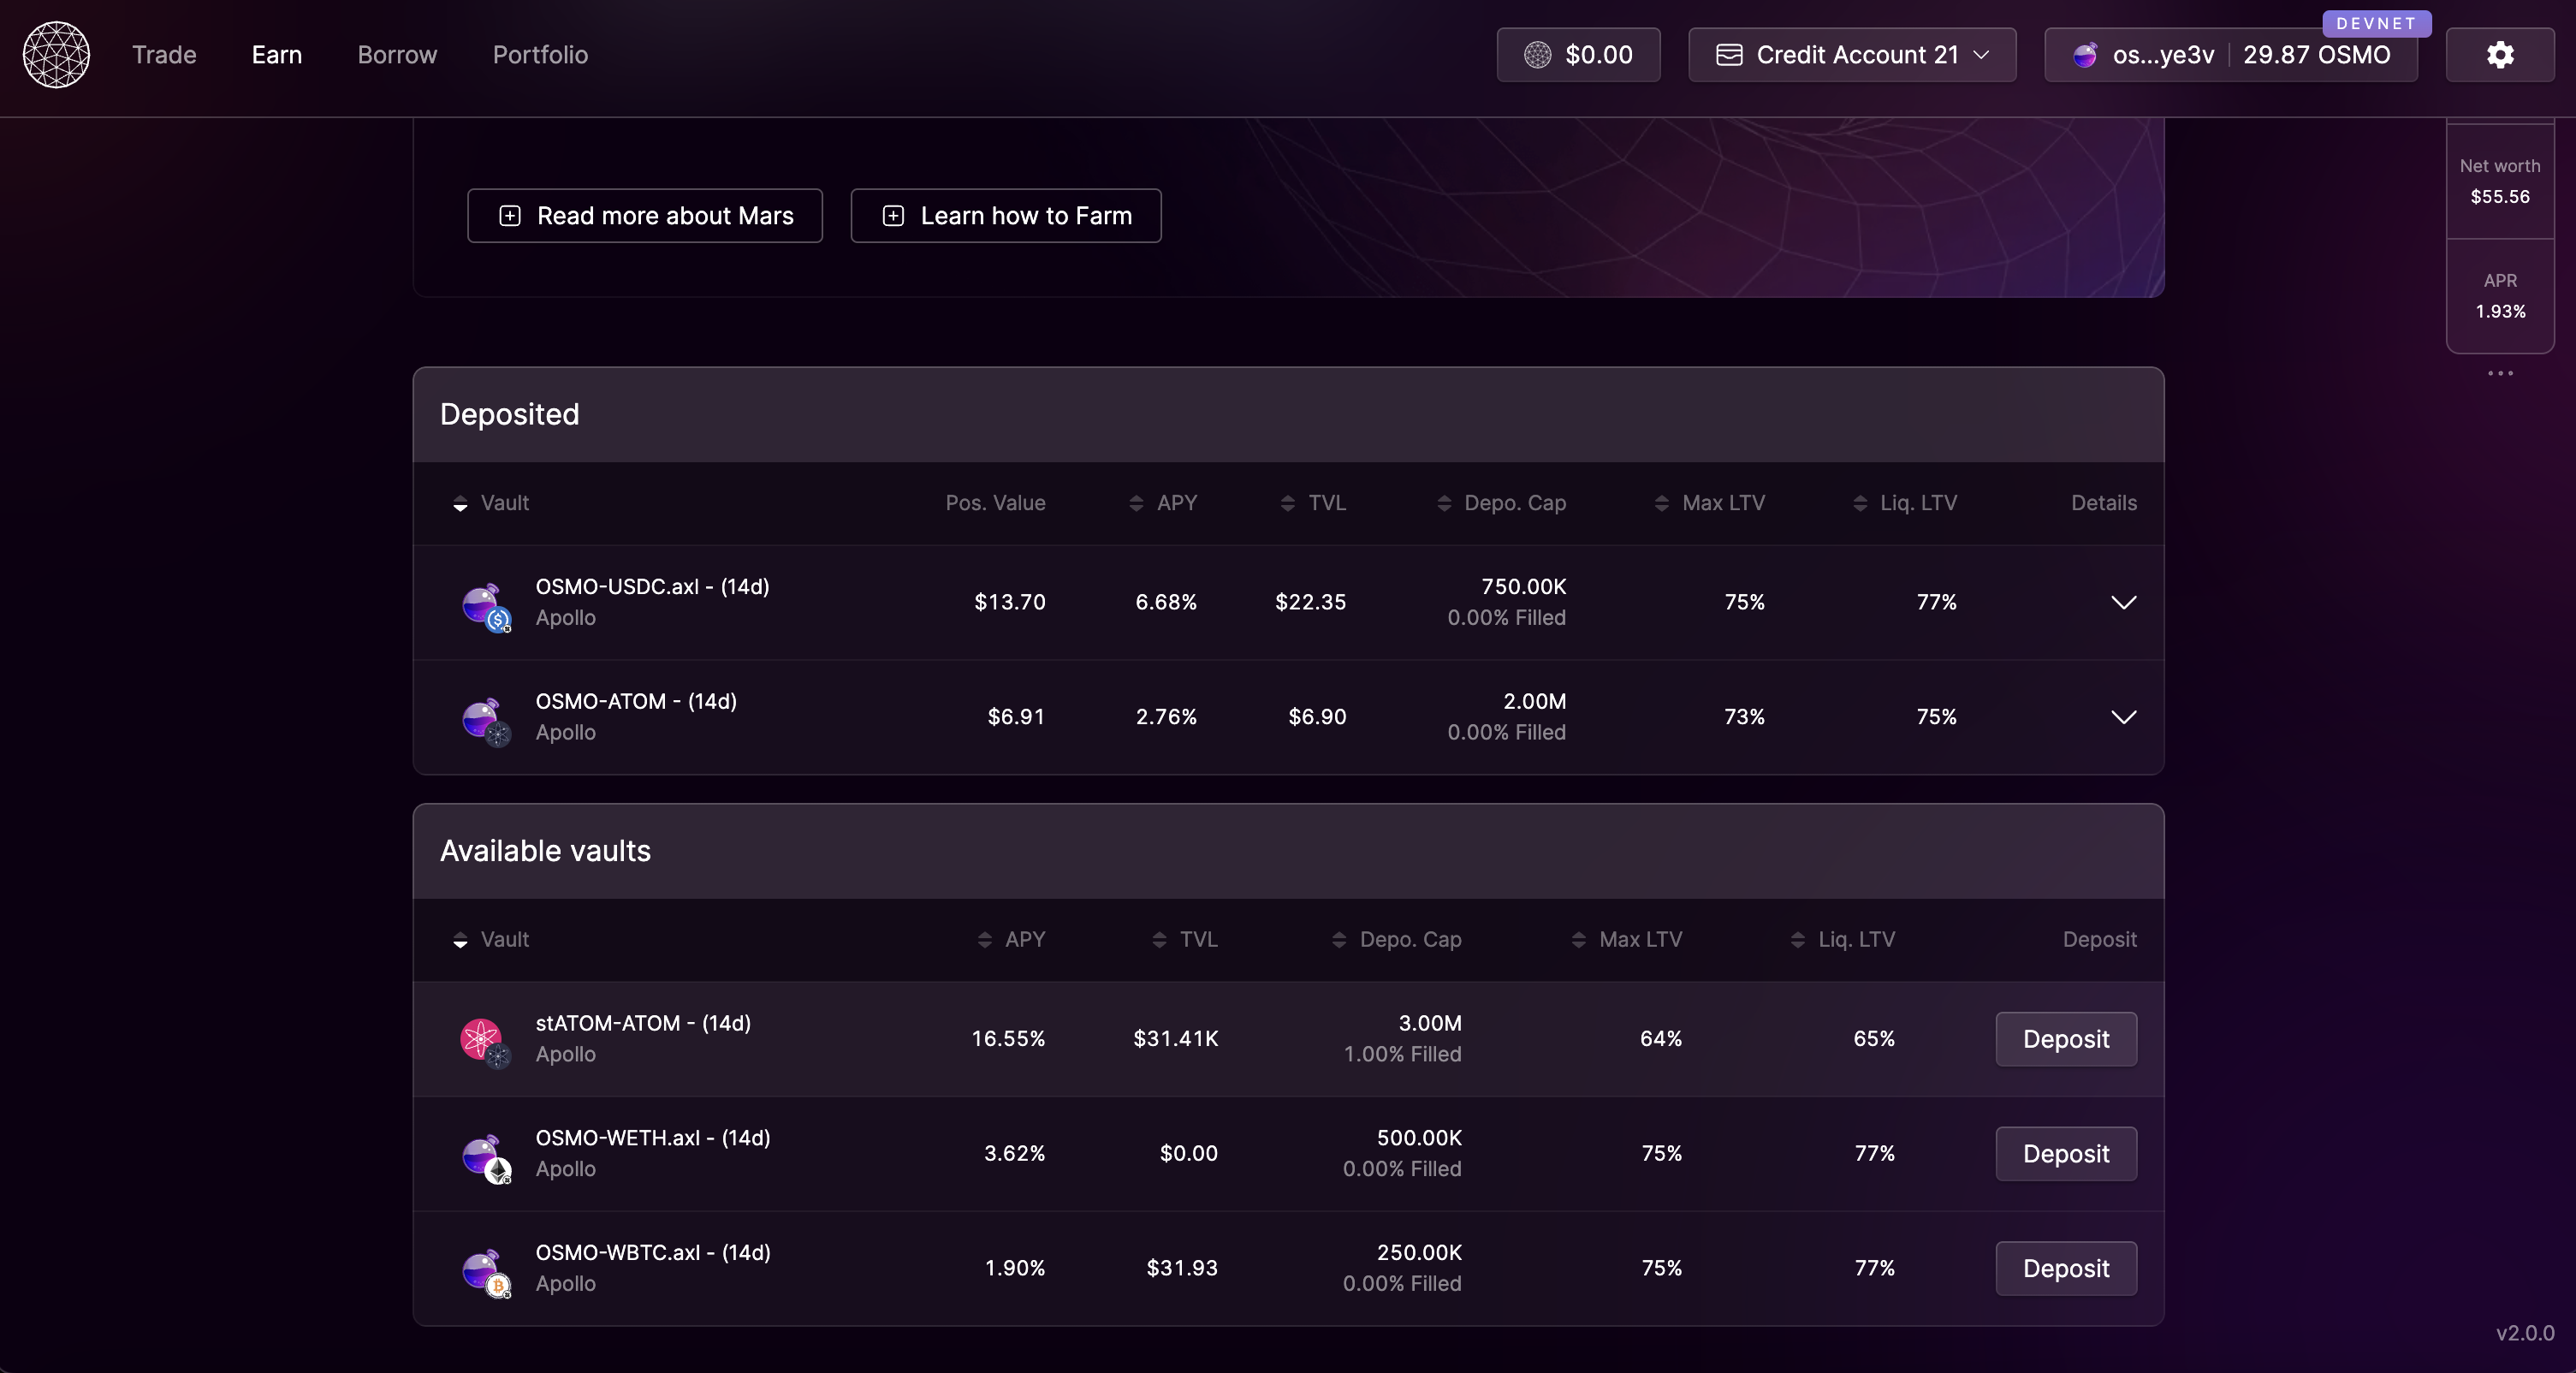 DEVNET
Trade Earn Borrow Portfolio $0.00 Credit Account 21 os...ye3v 29.87 OSMO
Net worth
$55.56
Read more about Mars Learn how to Farm
APR
1.93%
Deposited
Vault Pos. Value APY TVL Depo. Cap Max LTV Liq. LTV Details
OSMO-USDC.axl - (14d)
Apollo
$13.70 6.68% $22.35 750.00K
0.00% Filled
75% 77%
OSMO-ATOM - (14d)
Apollo
$6.91 2.76% $6.90 2.00M
0.00% Filled
73% 75%
Available vaults
Vault APY TVL Depo. Cap Max LTV Liq. LTV Deposit
stATOM-ATOM - (14d)
Apollo
16.55% $31.41K 3.00M
1.00% Filled
64% 65% Deposit
OSMO-WETH.axl - (14d)
Apollo
3.62% $0.00 500.00K
0.00% Filled
75% 77% Deposit
OSMO-WBTC.axl - (14d)
Apollo
1.90% $31.93 250.00K
0.00% Filled
75% 77% Deposit
v2.0.0